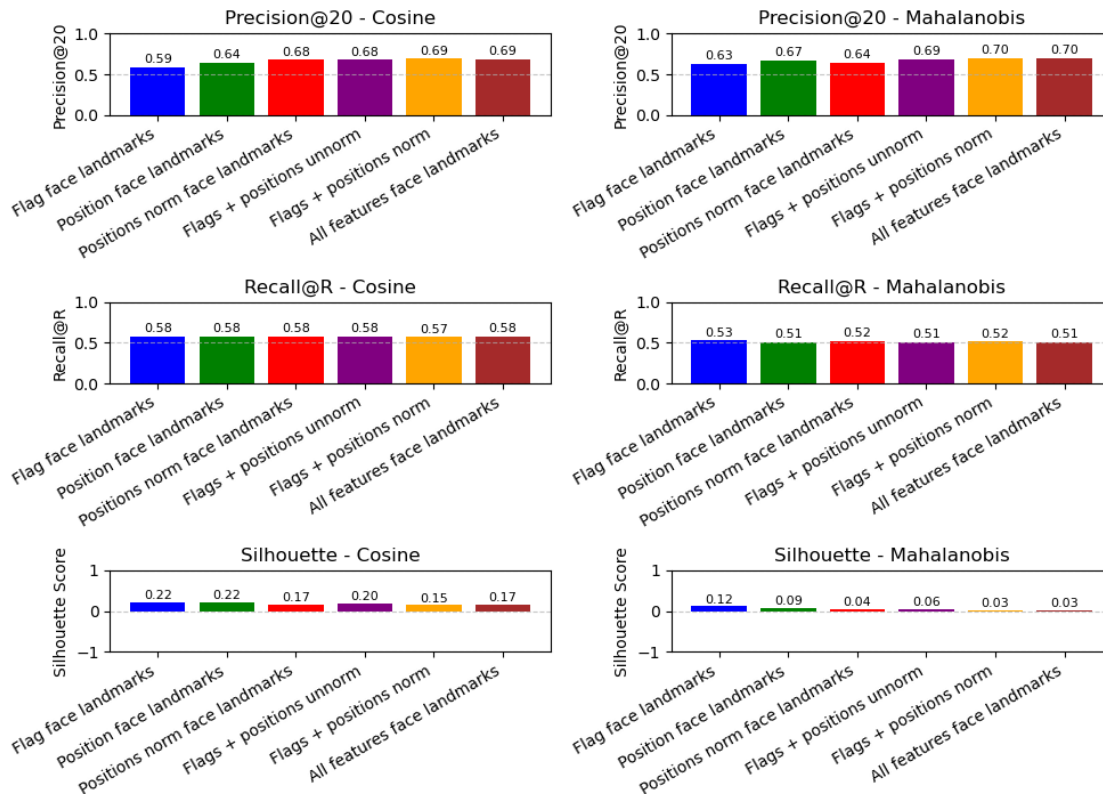 Precision@20 - Cosine
Precision@20
1.0
0.5
0.0
0.59
0.64
0.68
0.68
0.69
0.69
Flag face landmarks
Position face landmarks
Positions norm face landmarks
Flags + positions unnorm
Flags + positions norm
All features face landmarks
Precision@20 - Mahalanobis
Precision@20
1.0
0.5
0.0
0.63
0.67
0.64
0.69
0.70
0.70
Flag face landmarks
Position face landmarks
Positions norm face landmarks
Flags + positions unnorm
Flags + positions norm
All features face landmarks
Recall@R - Cosine
Recall@R
1.0
0.5
0.0
0.58
0.58
0.58
0.58
0.57
0.58
Flag face landmarks
Position face landmarks
Positions norm face landmarks
Flags + positions unnorm
Flags + positions norm
All features face landmarks
Recall@R - Mahalanobis
Recall@R
1.0
0.5
0.0
0.53
0.51
0.52
0.51
0.52
0.51
Flag face landmarks
Position face landmarks
Positions norm face landmarks
Flags + positions unnorm
Flags + positions norm
All features face landmarks
Silhouette - Cosine
Silhouette Score
1
0
−1
0.22
0.22
0.17
0.20
0.15
0.17
Flag face landmarks
Position face landmarks
Positions norm face landmarks
Flags + positions unnorm
Flags + positions norm
All features face landmarks
Silhouette - Mahalanobis
Silhouette Score
1
0
−1
0.12
0.09
0.04
0.06
0.03
0.03
Flag face landmarks
Position face landmarks
Positions norm face landmarks
Flags + positions unnorm
Flags + positions norm
All features face landmarks